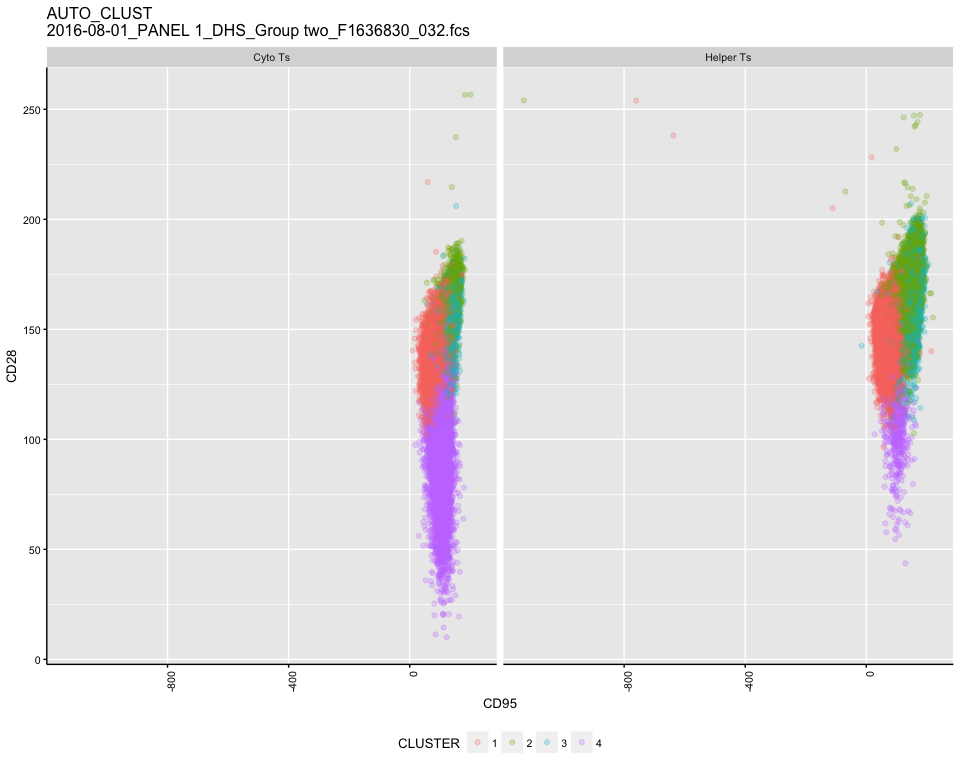 AUTO_CLUST
2016-08-01_PANEL 1_DHS_Group two_F1636830_032.fcs
Cyto Ts
Helper Ts
250
200
150
100
50
0
CD28
-800
-400
0
-800
-400
0
CD95
CLUSTER 1 2 3 4